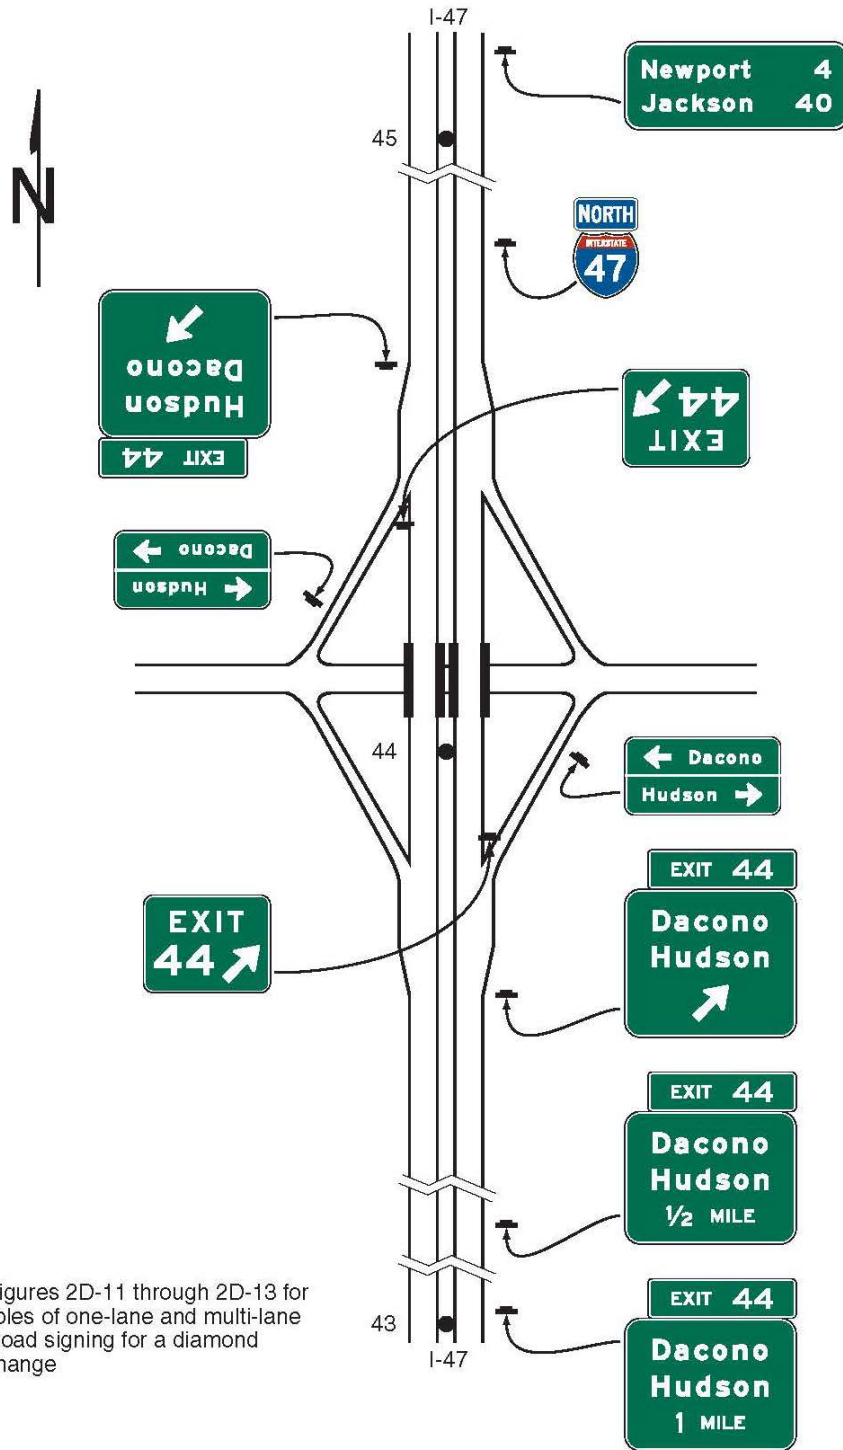 I-47
Newport 4
Jackson 40
45
N
NORTH
INTERSTATE
47
Dacono
Hudson
EXIT 44
EXIT
44
Dacono
Hudson
44
Dacono
Hudson
EXIT 44
Dacono
Hudson
EXIT
44
EXIT 44
Dacono
Hudson
1/2 MILE
igures 2D-11 through 2D-13 for
ples of one-lane and multi-lane
oad signing for a diamond
hange
43
I-47
EXIT 44
Dacono
Hudson
1 MILE